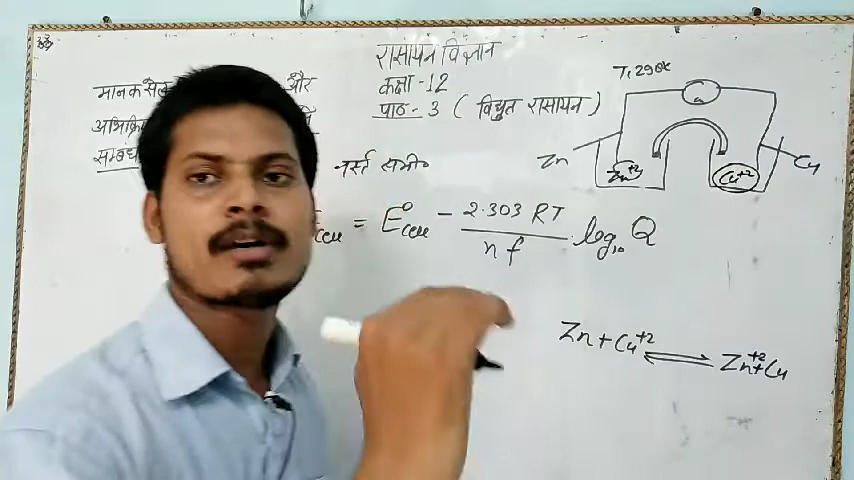 रसायन विज्ञान
कक्षा - 12
पाठ - 3 ( विद्युत रासायन )
मानक सेल और
अभिक्रि
सम्बंध
नर्स्ट समी०
= E°cell - 2.303 RT / nf log₁₀ Q
T, 298k
Zn
Zn+2
Cu+2
Cu
Zn + Cu+2 ⇌ Zn+2 + Cu